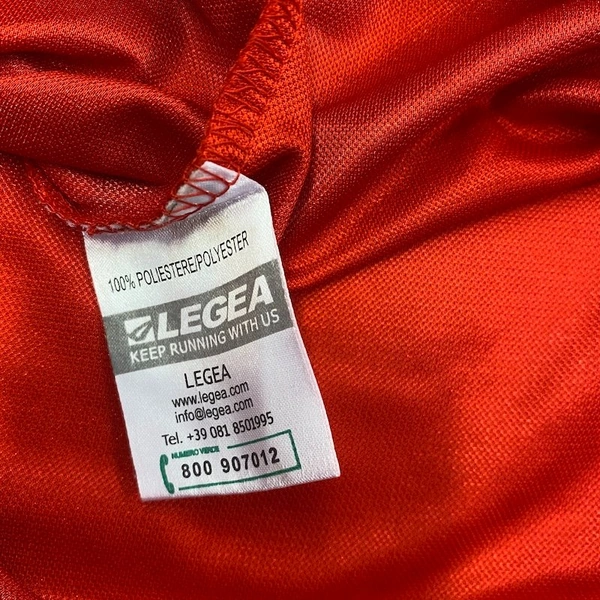 100% POLIESTERE/POLYESTER
LEGEA
KEEP RUNNING WITH US
LEGEA
www.legea.com
info@legea.com
Tel. +39 081 8501995
NUMERO VERDE
800 907012